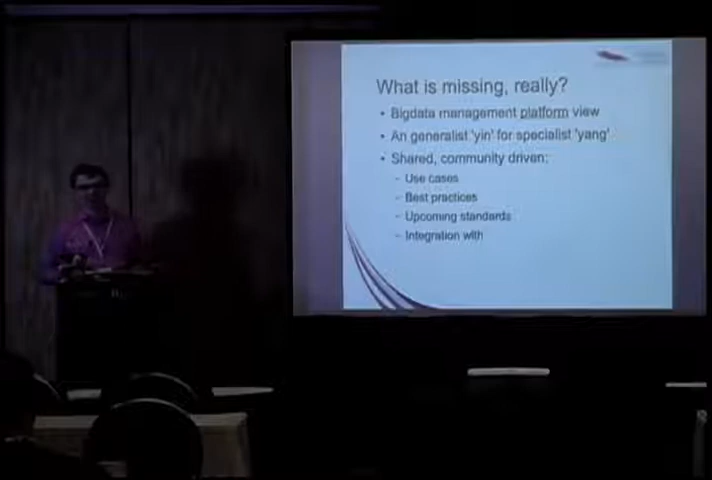 What is missing, really?
• Bigdata management platform view
• An generalist 'yin' for specialist 'yang'
• Shared, community driven:
– Use cases
– Best practices
– Upcoming standards
– Integration with